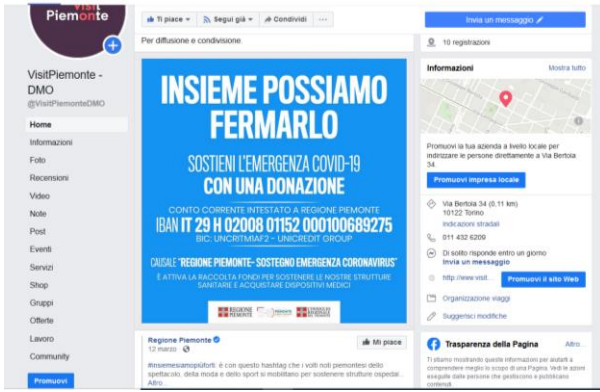 Visit
Piemonte
VisitPiemonte -
DMO
@VisitPiemonteDMO
Home
Informazioni
Foto
Recensioni
Video
Note
Post
Eventi
Servizi
Shop
Gruppi
Offerte
Lavoro
Community
Promuovi
Ti piace
Segui già
Condividi
Per diffusione e condivisione.
INSIEME POSSIAMO
FERMARLO
SOSTIENI L'EMERGENZA COVID-19
CON UNA DONAZIONE
CONTO CORRENTE INTESTATO A REGIONE PIEMONTE
IBAN IT 29 H 02008 01152 000100689275
BIC: UNCRITMIAF2 - UNICREDIT GROUP
CAUSALE "REGIONE PIEMONTE- SOSTEGNO EMERGENZA CORONAVIRUS"
È ATTIVA LA RACCOLTA FONDI PER SOSTENERE LE NOSTRE STRUTTURE
SANITARIE E ACQUISTARE DISPOSITIVI MEDICI
REGIONE
PIEMONTE
Regione Piemonte
12 marzo
Mi piace
#insiemesiamopiùforti: è con questo hashtag che i volti noti piemontesi dello
spettacolo, della moda e dello sport si mobilitano per sostenere strutture ospedal...
Altro...
Invia un messaggio
10 registrazioni
Informazioni
Mostra tutto
Promuovi la tua azienda a livello locale per
indirizzare le persone direttamente a Via Bertola
34.
Promuovi impresa locale
Via Bertola 34 (0,11 km)
10122 Torino
Indicazioni stradali
011 432 6209
Di solito risponde entro un giorno
Invia un messaggio
http://www.visit...
Promuovi il sito Web
Organizzazione viaggi
Suggerisci modifiche
Trasparenza della Pagina
Altro...
Ti stiamo mostrando queste informazioni per aiutarti a
comprendere meglio lo scopo di una Pagina. Vedi le azioni
eseguite dalle persone che gestiscono e pubblicano
contenuti.